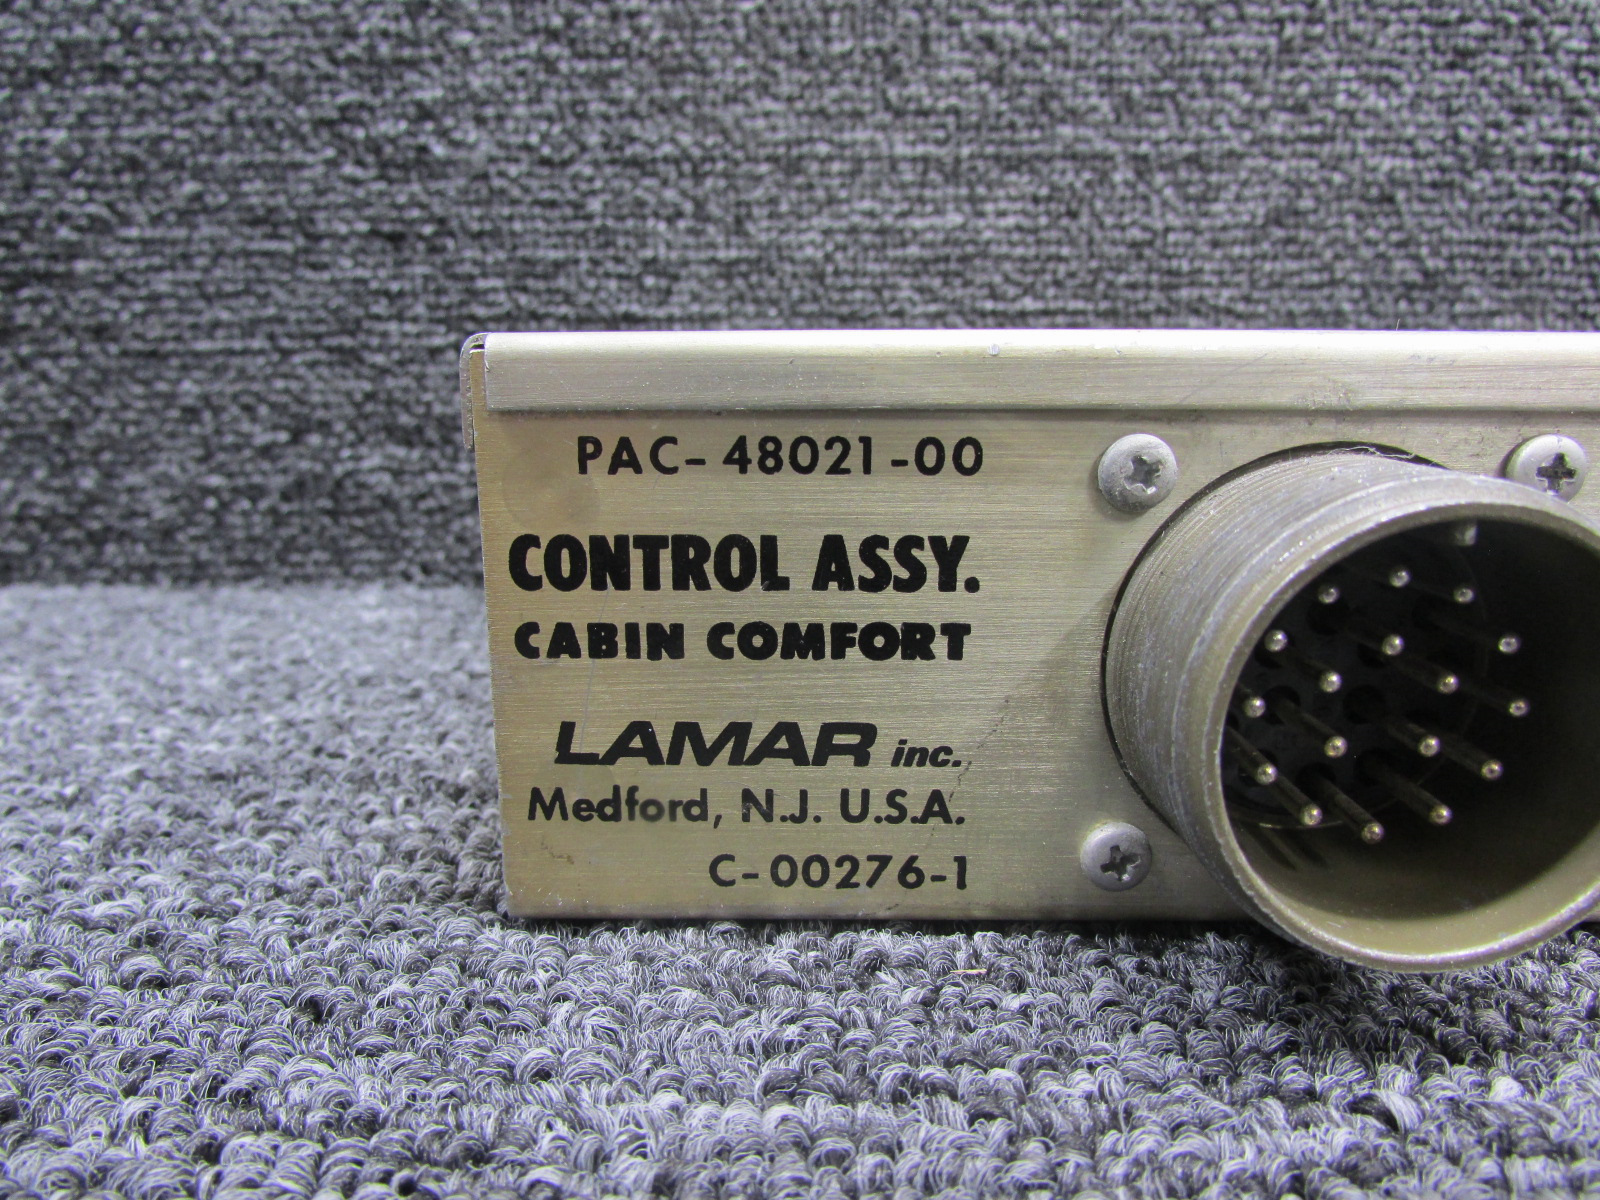 PAC-48021-00
CONTROL ASSY.
CABIN COMFORT
LAMAR inc.
Medford, N.J. U.S.A.
C-00276-1